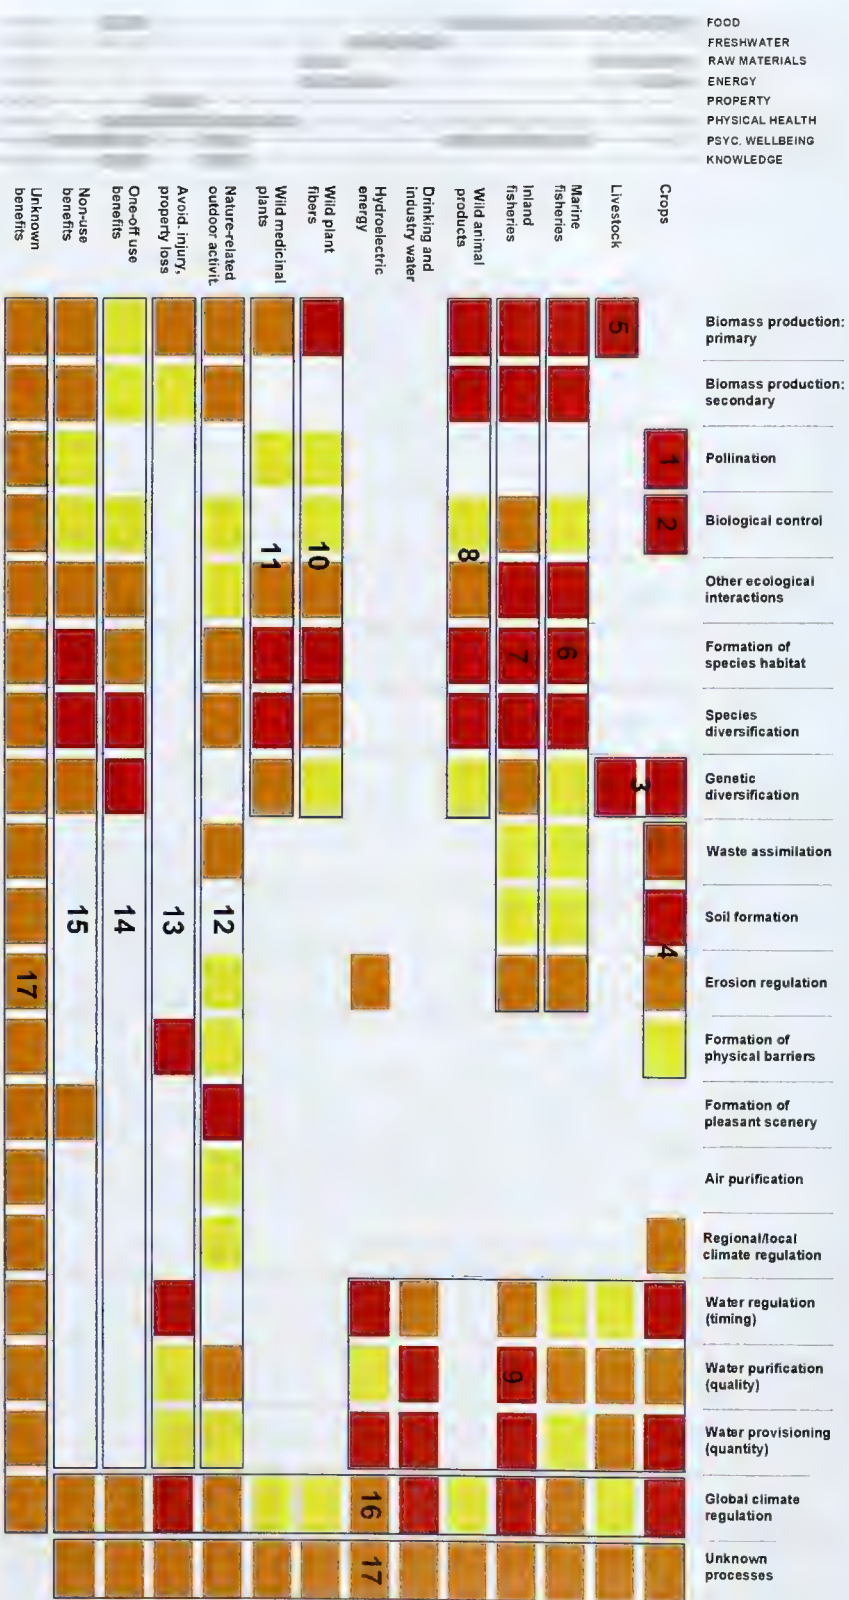 FOOD
FRESHWATER
RAW MATERIALS
ENERGY
PROPERTY
PHYSICAL HEALTH
PSYC. WELLBEING
KNOWLEDGE
Unknown
benefits
Non-use
benefits
One-off use
benefits
Avoid. injury,
property loss
Nature-related
outdoor activit.
Wild medicinal
plants
Wild plant
fibers
Hydroelectric
energy
Drinking and
industry water
Wild animal
products
Inland
fisheries
Marine
fisheries
Livestock
Crops
Biomass production:
primary
5
Biomass production:
secondary
Pollination
1
Biological control
2
11
10
8
Other ecological
interactions
Formation of
species habitat
7
6
Species
diversification
Genetic
diversification
3
Waste assimilation
Soil formation
15
14
13
12
4
Erosion regulation
17
Formation of
physical barriers
Formation of
pleasant scenery
Air purification
Regional/local
climate regulation
Water regulation
(timing)
Water purification
(quality)
9
Water provisioning
(quantity)
Global climate
regulation
16
Unknown
processes
17